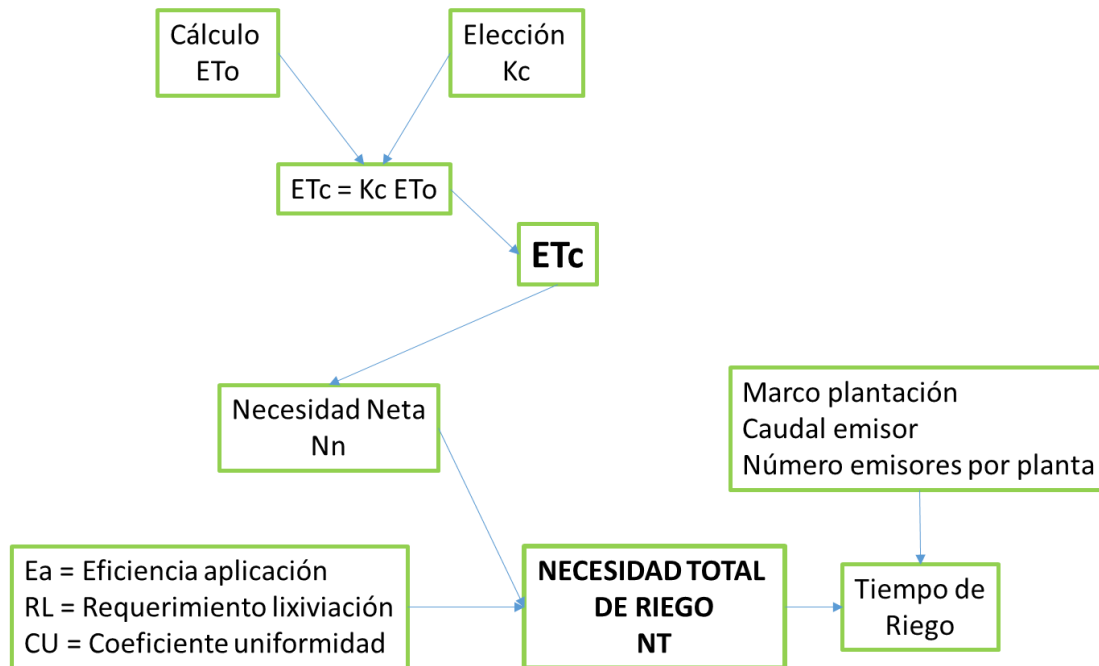 Cálculo
ETo
Elección
Kc
ETc = Kc ETo
ETc
Necesidad Neta
Nn
Marco plantación
Caudal emisor
Número emisores por planta
Ea = Eficiencia aplicación
RL = Requerimiento lixiviación
CU = Coeficiente uniformidad
NECESIDAD TOTAL
DE RIEGO
NT
Tiempo de
Riego